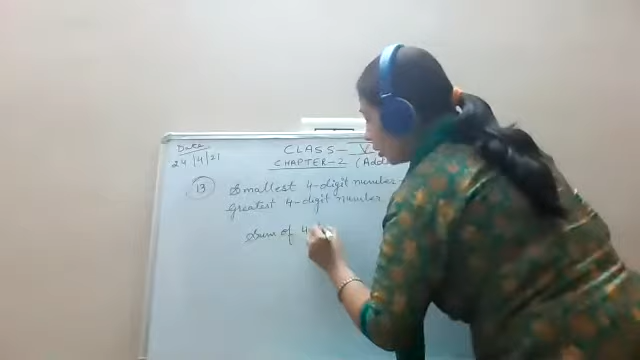 Date
24/4/21
CLASS - V
CHAPTER-2 (Add
13 Smallest 4-digit number
Greatest 4-digit number
Sum of 4